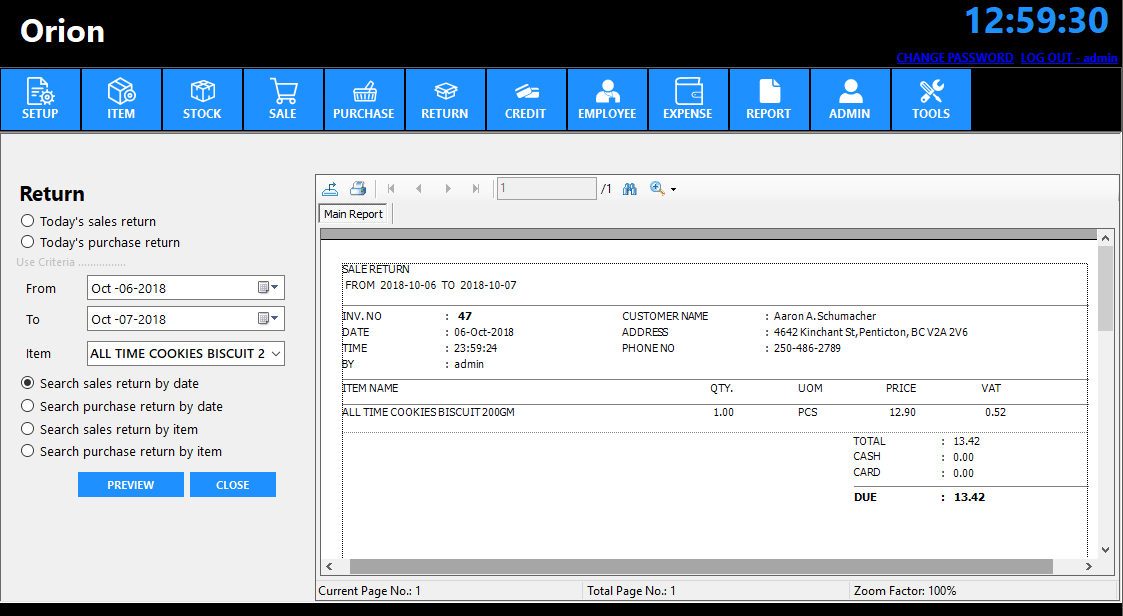 Orion
12:59:30
CHANGE PASSWORD LOG OUT - admin
SETUP ITEM STOCK SALE PURCHASE RETURN CREDIT EMPLOYEE EXPENSE REPORT ADMIN TOOLS
Return
Today's sales return
Today's purchase return
Use Criteria ................
From Oct -06-2018
To Oct -07-2018
Item ALL TIME COOKIES BISCUIT 2
Search sales return by date
Search purchase return by date
Search sales return by item
Search purchase return by item
PREVIEW CLOSE
1 /1
Main Report
SALE RETURN
FROM 2018-10-06 TO 2018-10-07
INV. NO : 47 CUSTOMER NAME : Aaron A. Schumacher
DATE : 06-Oct-2018 ADDRESS : 4642 Kinchant St, Penticton, BC V2A 2V6
TIME : 23:59:24 PHONE NO : 250-486-2789
BY : admin
ITEM NAME QTY. UOM PRICE VAT
ALL TIME COOKIES BISCUIT 200GM 1.00 PCS 12.90 0.52
TOTAL : 13.42
CASH : 0.00
CARD : 0.00
DUE : 13.42
Current Page No.: 1 Total Page No.: 1 Zoom Factor: 100%